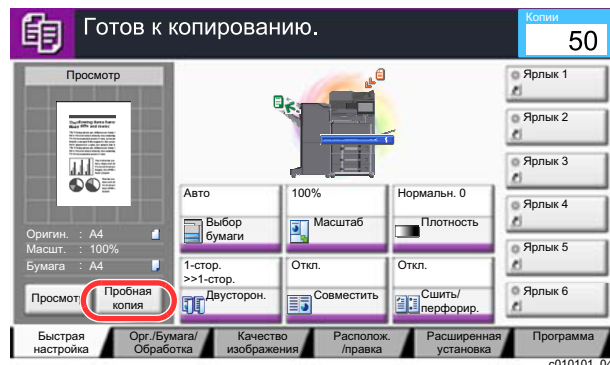 Готов к копированию.
Копии
50
Просмотр
Оригин. : A4
Масшт. : 100%
Бумага : A4
Просмот
Пробная
копия
Авто
Выбор
бумаги
100%
Масштаб
Нормальн. 0
Плотность
1-стор.
>>1-стор.
Двусторон.
Откл.
Совместить
Откл.
Сшить/
перфорир.
Ярлык 1
Ярлык 2
Ярлык 3
Ярлык 4
Ярлык 5
Ярлык 6
Быстрая
настройка
Орг./Бумага/
Обработка
Качество
изображения
Располож.
/правка
Расширенная
установка
Программа